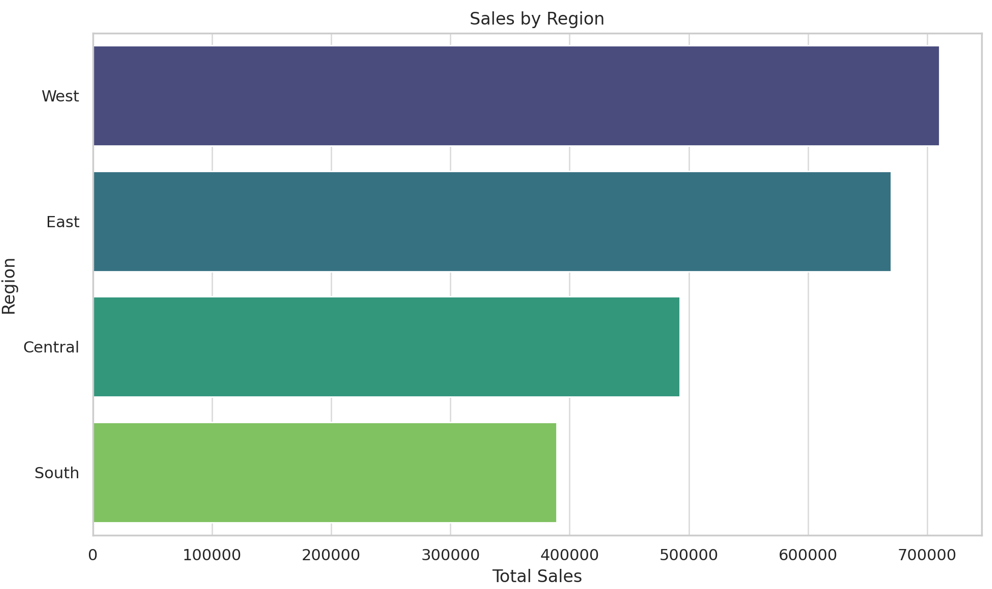 Sales by Region
West
East
Central
South
Region
0 100000 200000 300000 400000 500000 600000 700000
Total Sales